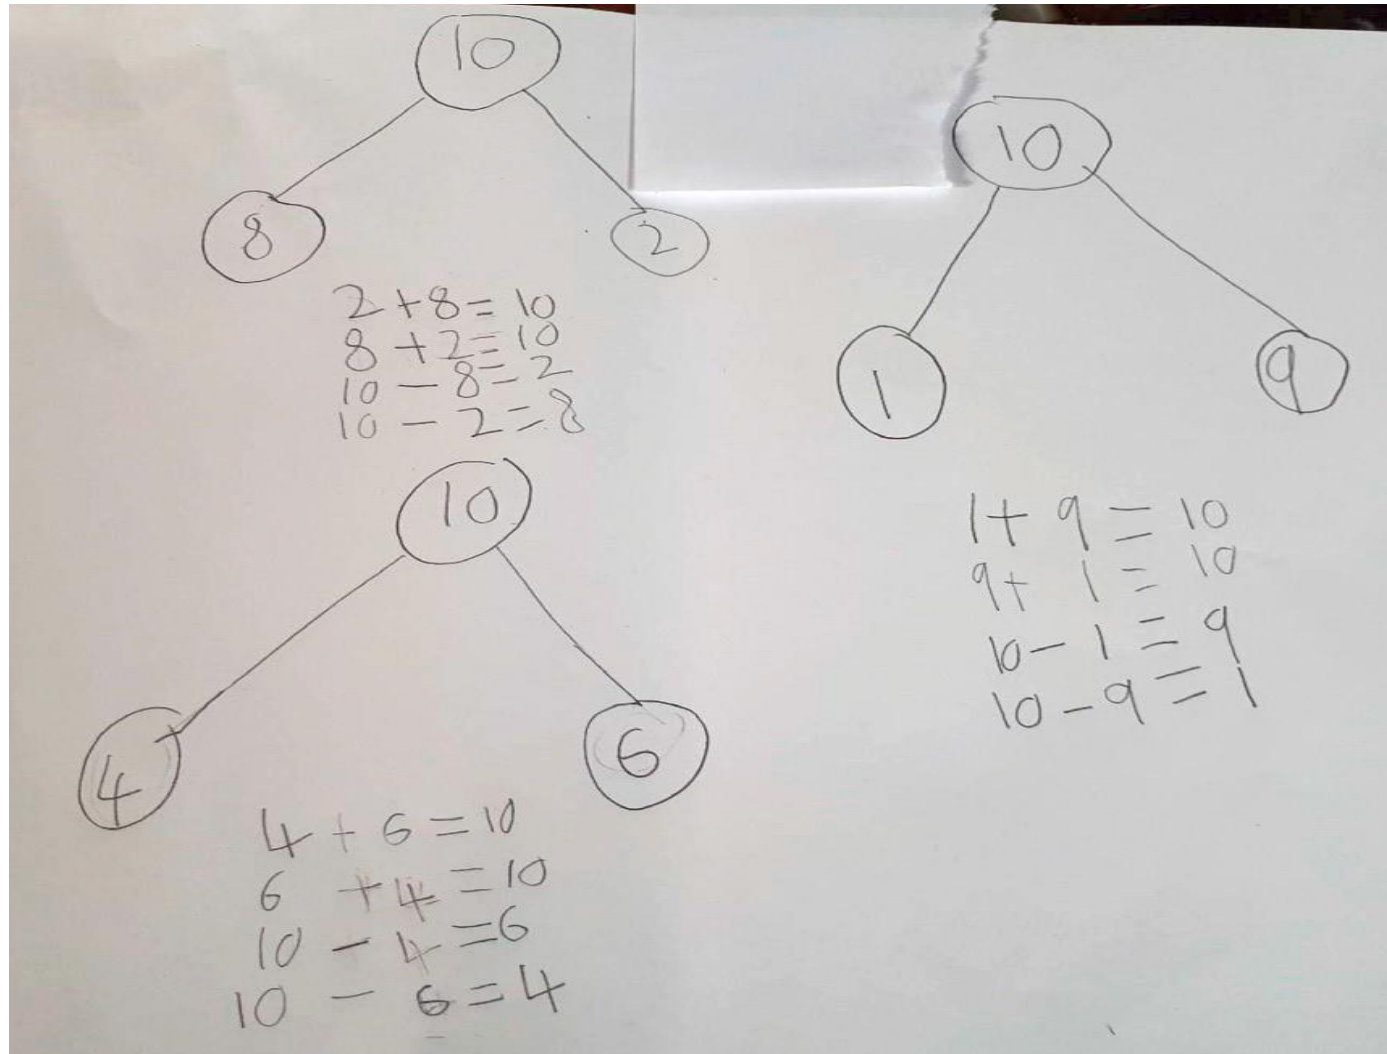 10
8 2
2 + 8 = 10
8 + 2 = 10
10 - 8 = 2
10 - 2 = 8
10
4 6
4 + 6 = 10
6 + 4 = 10
10 - 4 = 6
10 - 6 = 4
10
1 9
1 + 9 = 10
9 + 1 = 10
10 - 1 = 9
10 - 9 = 1